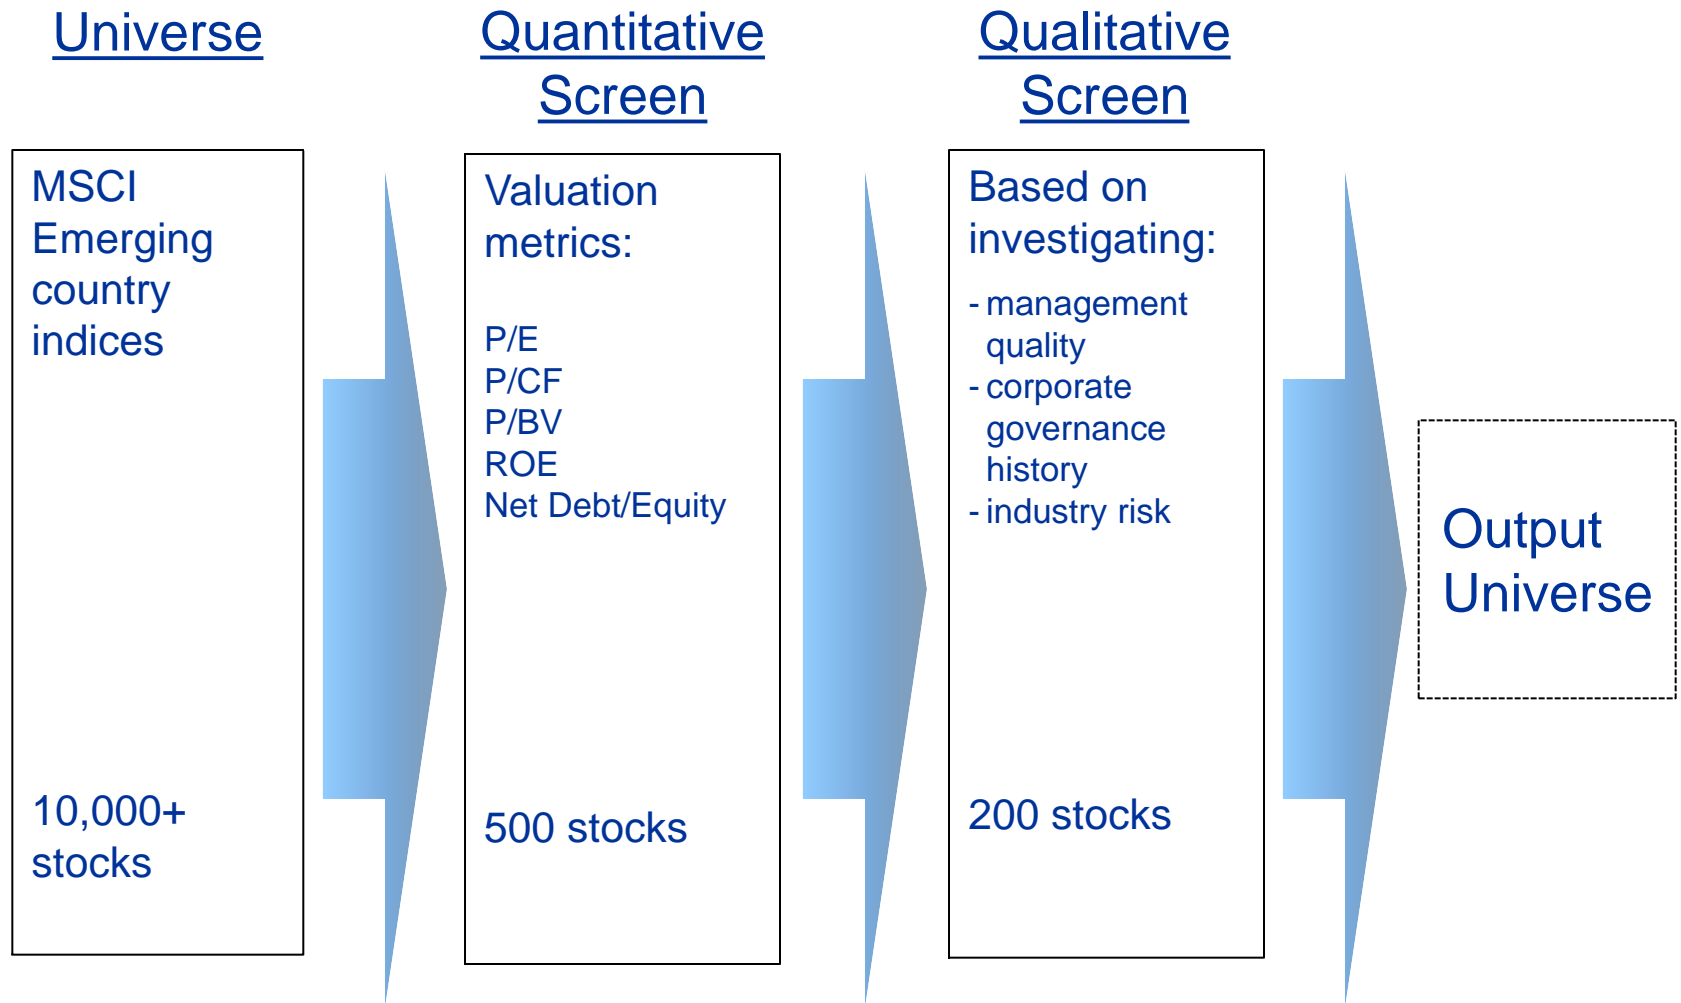 Universe
Quantitative
Screen
Qualitative
Screen
MSCI
Emerging
country
indices
10,000+
stocks
Valuation
metrics:
P/E
P/CF
P/BV
ROE
Net Debt/Equity
500 stocks
Based on
investigating:
- management
quality
- corporate
governance
history
- industry risk
200 stocks
Output
Universe